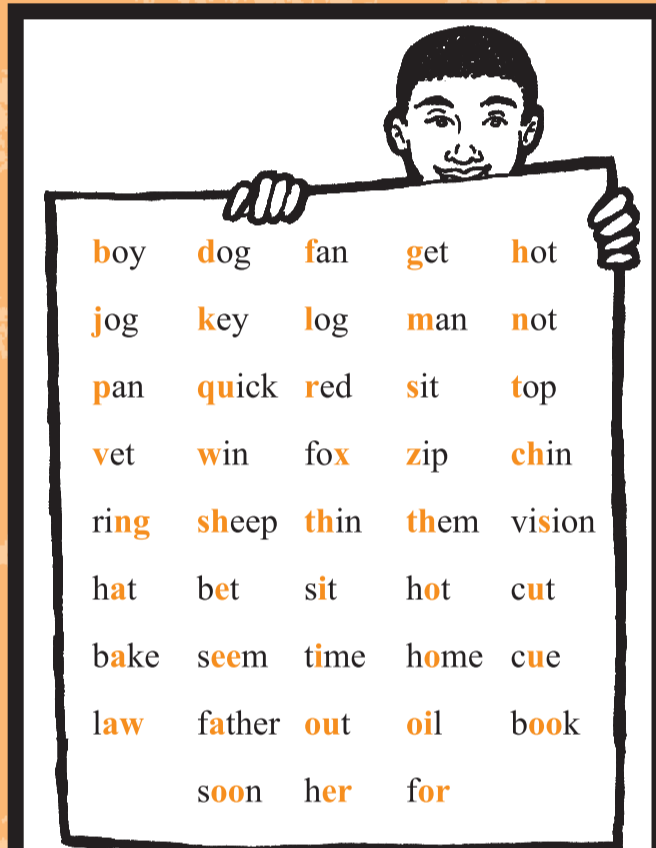 boy dog fan get hot
jog key log man not
pan quick red sit top
vet win fox zip chin
ring sheep thin them vision
hat bet sit hot cut
bake seem time home cue
law father out oil book
soon her for